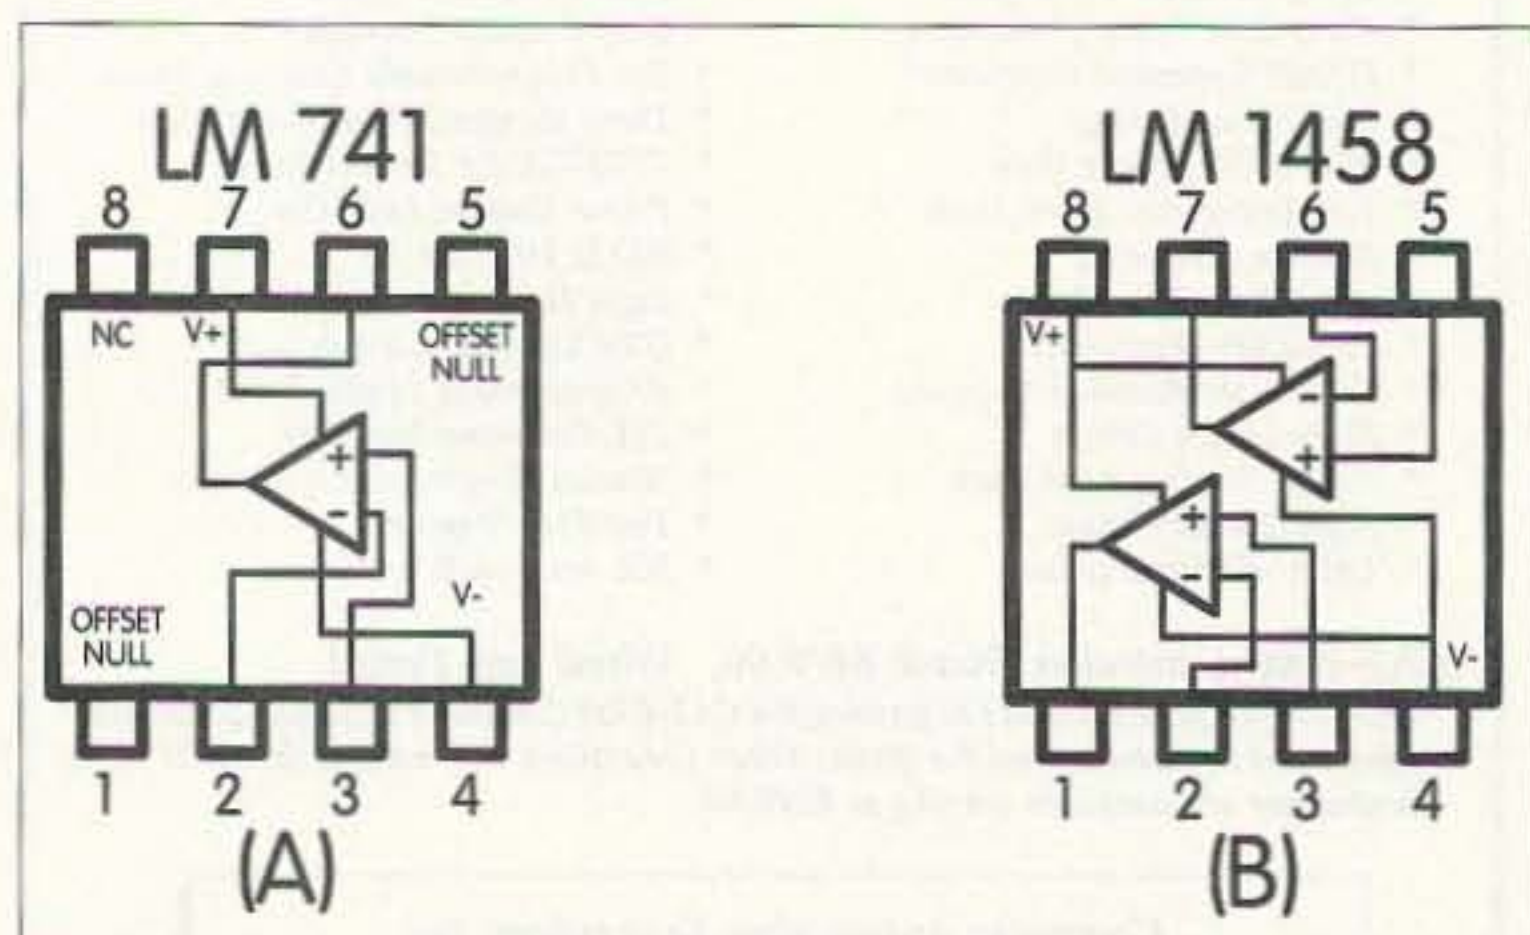 LM 741
8 7 6 5
NC V+ OFFSET NULL
+
-
V-
OFFSET NULL
1 2 3 4
(A)
LM 1458
8 7 6 5
V+
-
+
+
-
V-
1 2 3 4
(B)